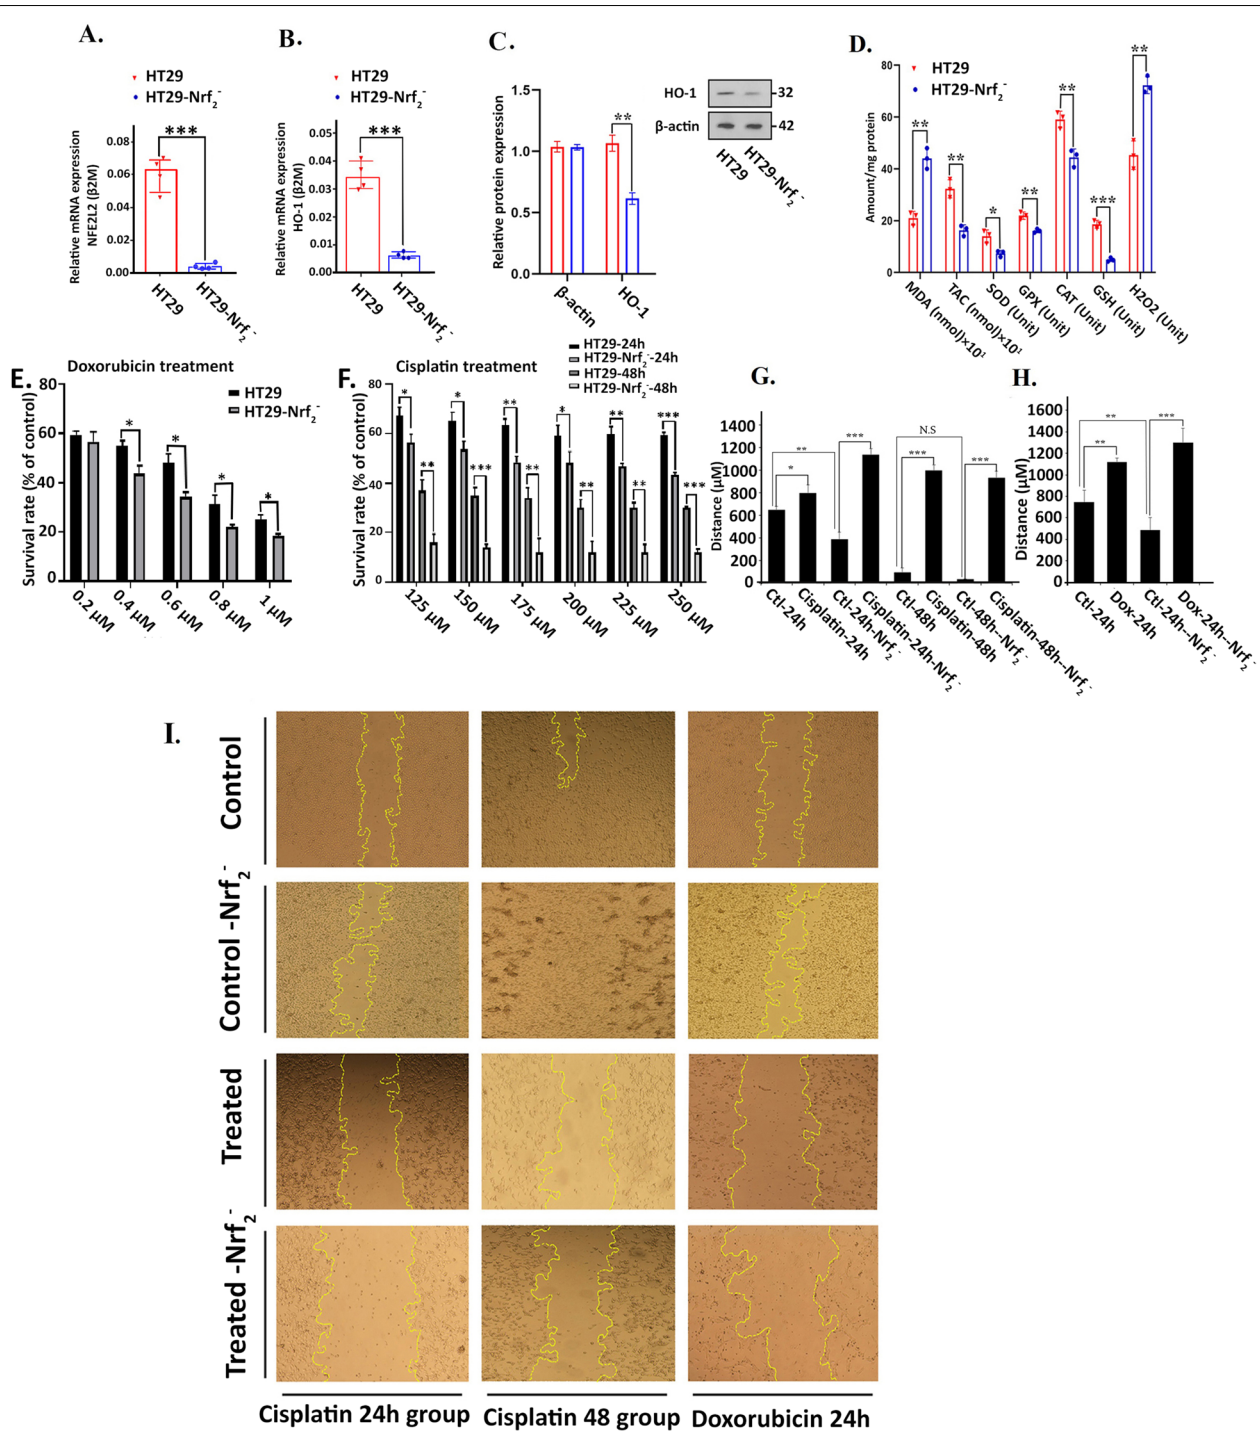 A.
HT29
HT29-Nrf2-
***
Relative mRNA expression
NFE2L2 (β2M)
0.08
0.06
0.04
0.02
0.00
HT29
HT29-Nrf2-
B.
HT29
HT29-Nrf2-
***
Relative mRNA expression
HO-1 (β2M)
0.05
0.04
0.03
0.02
0.01
0.00
HT29
HT29-Nrf2-
C.
Relative protein expression
1.5
1.0
0.5
0.0
**
β-actin
HO-1
HO-1
32
β-actin
42
HT29
HT29-Nrf2-
D.
HT29
HT29-Nrf2-
Amount/mg protein
80
60
40
20
0
**
**
*
**
**
***
**
MDA (nmol)×10¹
TAC (nmol)×10¹
SOD (Unit)
GPX (Unit)
CAT (Unit)
GSH (Unit)
H2O2 (Unit)
E.
Doxorubicin treatment
HT29
HT29-Nrf2-
Survival rate (% of control)
80
60
40
20
0
*
*
*
*
0.2 µM
0.4 µM
0.6 µM
0.8 µM
1 µM
F.
Cisplatin treatment
HT29-24h
HT29-Nrf2--24h
HT29-48h
HT29-Nrf2--48h
Survival rate (% of control)
80
60
40
20
0
*
**
*
***
**
**
*
**
**
**
***
***
125 µM
150 µM
175 µM
200 µM
225 µM
250 µM
G.
Distance (µM)
1400
1200
1000
800
600
400
200
0
**
*
***
N.S
***
***
Ctl-24h
Cisplatin-24h
Ctl-24h-Nrf2-
Cisplatin-24h-Nrf2-
Ctl-48h
Cisplatin-48h
Ctl-48h--Nrf2-
Cisplatin-48h--Nrf2-
H.
Distance (µM)
1600
1400
1200
1000
800
600
400
200
0
**
**
***
Ctl-24h
Dox-24h
Ctl-24h--Nrf2-
Dox-24h--Nrf2-
I.
Control
Control -Nrf2-
Treated
Treated -Nrf2-
Cisplatin 24h group
Cisplatin 48 group
Doxorubicin 24h